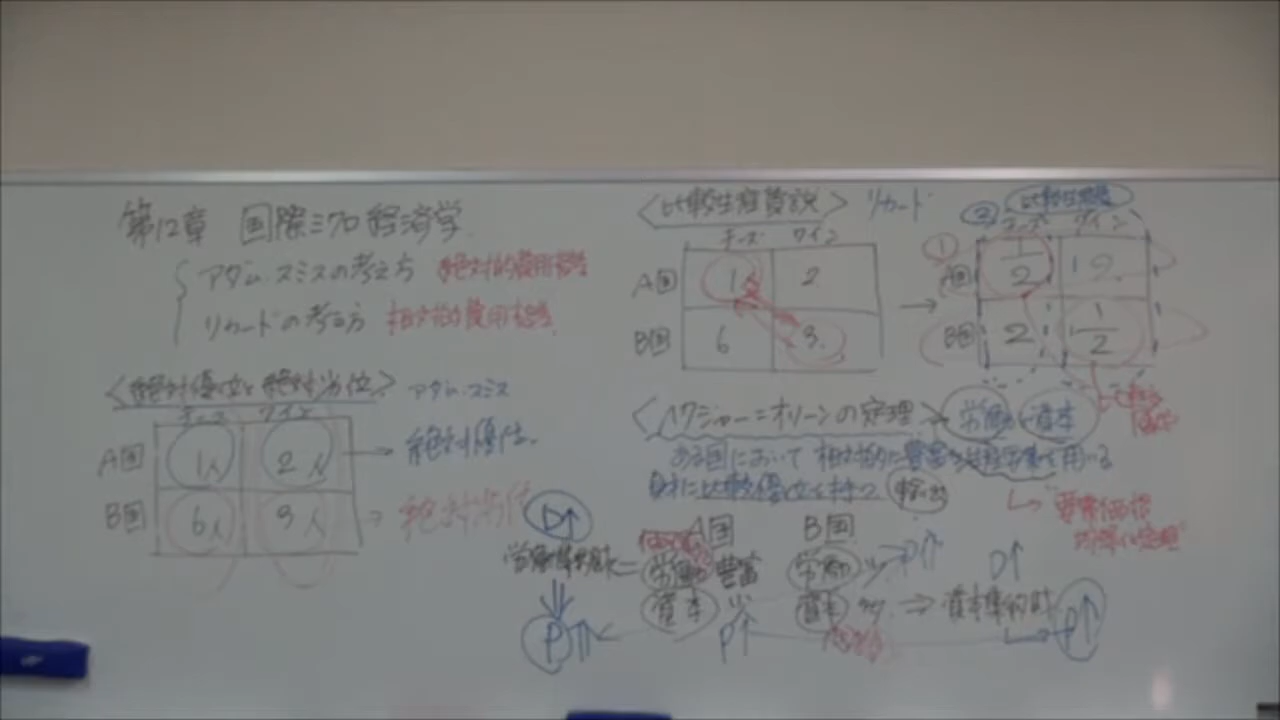 第12章 国際ミクロ経済学
アダム・スミスの考え方 絶対的費用
リカードの考え方 相対的費用
<絶対優位と絶対劣位> アダム・スミス
チーズ ワイン
A国 1人 2人 → 絶対優位
B国 6人 3人 → 絶対劣位
<比較生産費説> リカード
チーズ ワイン
A国 1 2
B国 6 3
→
① ② 比較生産費
チーズ ワイン
A国 1/2 2
B国 2 1/2
比較優位
<ヘクシャー=オリーンの定理> 労働 資本
ある国において 相対的に豊富な を用いる
財に比較優位を持つ 輸出
要素価格
均等化定理
A国 B国
D↑ 労働集約財 = 労働 豊富 労働 少 P↑ D↑
P↑ 資本 少 P↑ 資本 ⇒ 資本集約財 P↑